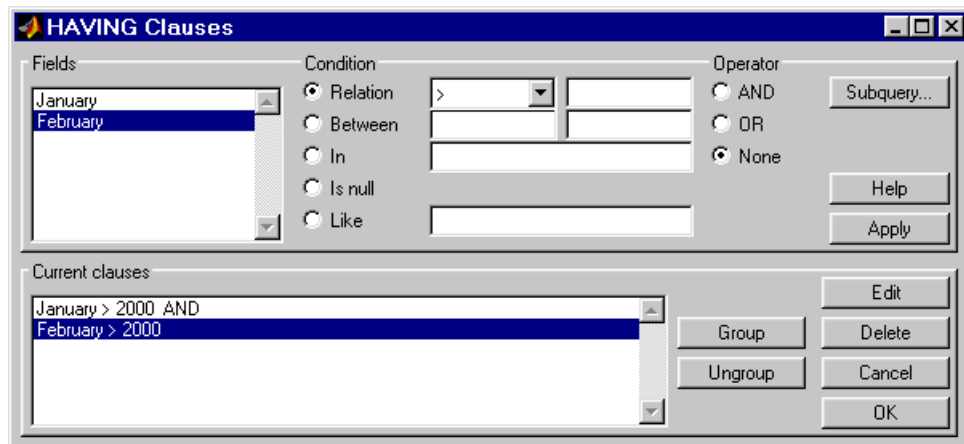 HAVING Clauses
Fields
January
February
Condition
Relation >
Between
In
Is null
Like
Operator
AND
OR
None
Subquery...
Help
Apply
Current clauses
January > 2000 AND
February > 2000
Group
Ungroup
Edit
Delete
Cancel
OK